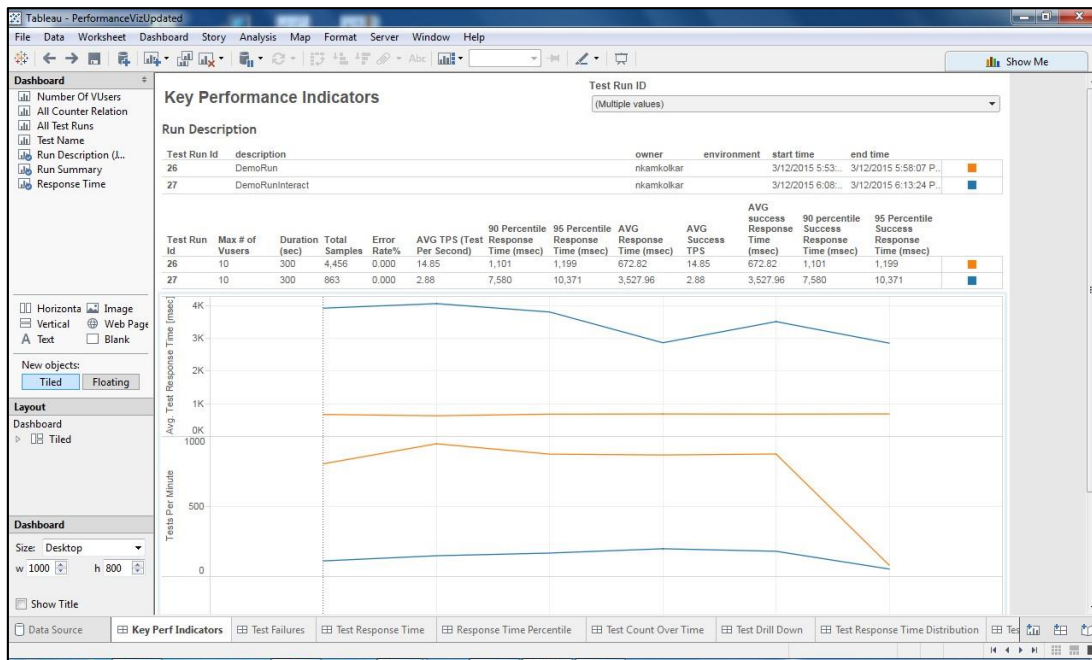 Tableau - PerformanceVizUpdated
File Data Worksheet Dashboard Story Analysis Map Format Server Window Help
Abc
Show Me
Dashboard
Number Of VUsers
All Counter Relation
All Test Runs
Test Name
Run Description (J...
Run Summary
Response Time
Horizonta Image
Vertical Web Page
A Text Blank
New objects:
Tiled Floating
Layout
Dashboard
Tiled
Dashboard
Size: Desktop
w 1000 h 800
Show Title
Key Performance Indicators
Test Run ID
(Multiple values)
Run Description
Test Run Id description owner environment start time end time
26 DemoRun nkamkolkar 3/12/2015 5:53:.. 3/12/2015 5:58:07 P..
27 DemoRunInteract nkamkolkar 3/12/2015 6:08:.. 3/12/2015 6:13:24 P..
Test Run Id Max # of Vusers Duration (sec) Total Samples Error Rate% AVG TPS (Test Per Second) 90 Percentile Response Time (msec) 95 Percentile Response Time (msec) AVG Response Time (msec) AVG Success TPS AVG success Response Time (msec) 90 percentile Success Response Time (msec) 95 Percentile Success Response Time (msec)
26 10 300 4,456 0.000 14.85 1,101 1,199 672.82 14.85 672.82 1,101 1,199
27 10 300 863 0.000 2.88 7,580 10,371 3,527.96 2.88 3,527.96 7,580 10,371
Avg. Test Response Time [msec]
4K
3K
2K
1K
0K
Tests Per Minute
1000
500
0
Data Source Key Perf Indicators Test Failures Test Response Time Response Time Percentile Test Count Over Time Test Drill Down Test Response Time Distribution Tes